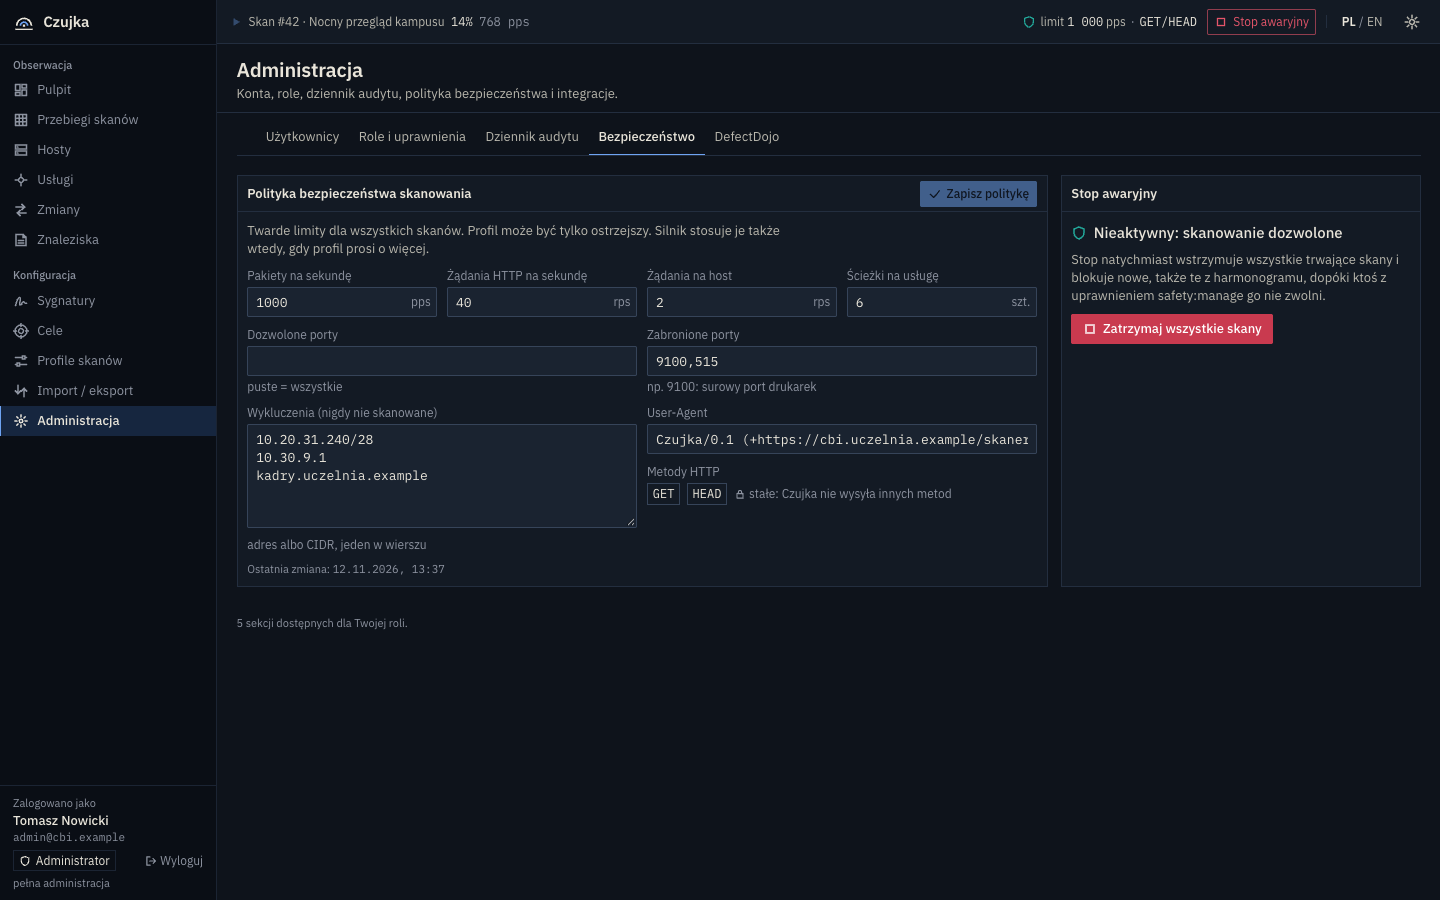 Czujka
Skan #42 · Nocny przegląd kampusu 14% 768 pps
limit 1 000 pps · GET/HEAD
Stop awaryjny
PL / EN
Obserwacja
Pulpit
Przebiegi skanów
Hosty
Usługi
Zmiany
Znaleziska
Konfiguracja
Sygnatury
Cele
Profile skanów
Import / eksport
Administracja
Zalogowano jako
Tomasz Nowicki
admin@cbi.example
Administrator
Wyloguj
pełna administracja
Administracja
Konta, role, dziennik audytu, polityka bezpieczeństwa i integracje.
Użytkownicy Role i uprawnienia Dziennik audytu Bezpieczeństwo DefectDojo
Polityka bezpieczeństwa skanowania
Zapisz politykę
Twarde limity dla wszystkich skanów. Profil może być tylko ostrzejszy. Silnik stosuje je także
wtedy, gdy profil prosi o więcej.
Pakiety na sekundę Żądania HTTP na sekundę Żądania na host Ścieżki na usługę
1000 pps 40 rps 2 rps 6 szt.
Dozwolone porty Zabronione porty
9100,515
puste = wszystkie np. 9100: surowy port drukarek
Wykluczenia (nigdy nie skanowane)
10.20.31.240/28
10.30.9.1
kadry.uczelnia.example
adres albo CIDR, jeden w wierszu
Ostatnia zmiana: 12.11.2026, 13:37
User-Agent
Czujka/0.1 (+https://cbi.uczelnia.example/skaner
Metody HTTP
GET HEAD stałe: Czujka nie wysyła innych metod
Stop awaryjny
Nieaktywny: skanowanie dozwolone
Stop natychmiast wstrzymuje wszystkie trwające skany i
blokuje nowe, także te z harmonogramu, dopóki ktoś z
uprawnieniem safety:manage go nie zwolni.
Zatrzymaj wszystkie skany
5 sekcji dostępnych dla Twojej roli.